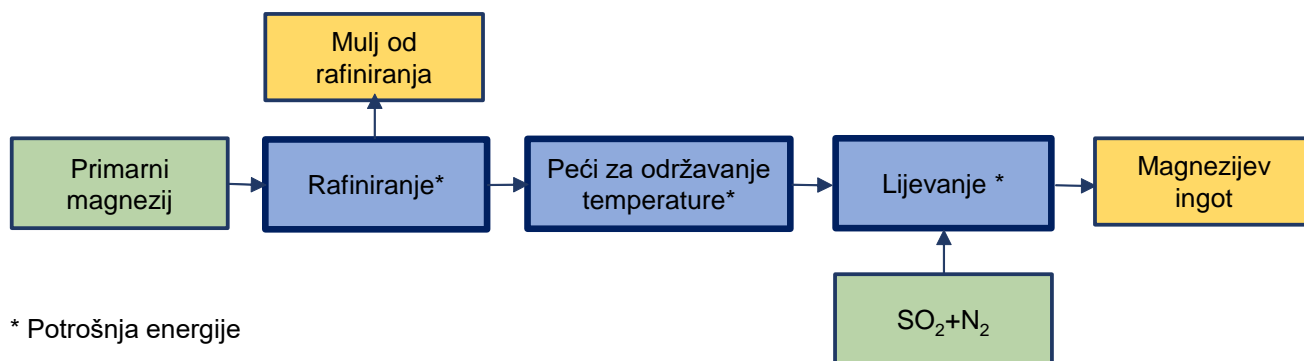 Mulj od
rafiniranja
Primarni
magnezij
Rafiniranje*
Peći za održavanje
temperature*
Lijevanje *
Magnezijev
ingot
SO₂+N₂
* Potrošnja energije